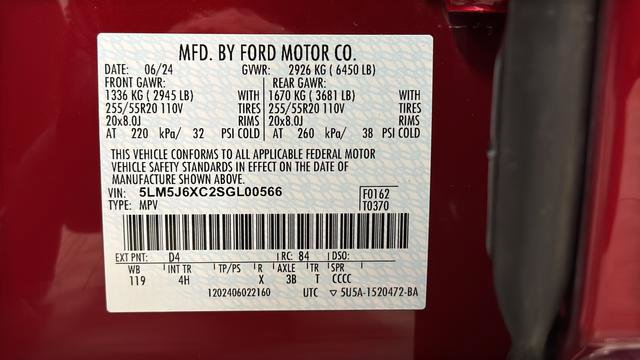 MFD. BY FORD MOTOR CO.
DATE: 06/24 GVWR: 2926 KG ( 6450 LB)
FRONT GAWR: REAR GAWR:
1336 KG ( 2945 LB) WITH 1670 KG ( 3681 LB) WITH
255/55R20 110V TIRES 255/55R20 110V TIRES
20x8.0J RIMS 20x8.0J RIMS
AT 220 kPa/ 32 PSI COLD AT 260 kPa/ 38 PSI COLD
THIS VEHICLE CONFORMS TO ALL APPLICABLE FEDERAL MOTOR
VEHICLE SAFETY STANDARDS IN EFFECT ON THE DATE OF
MANUFACTURE SHOWN ABOVE.
VIN: 5LM5J6XC2SGL00566 F0162
TYPE: MPV T0370
EXT PNT: D4 RC: 84 DSO:
WB INT TR TP/PS R AXLE TR SPR
119 4H X 3B T CCCC
1202406022160 UTC ▽ 5U5A-1520472-BA